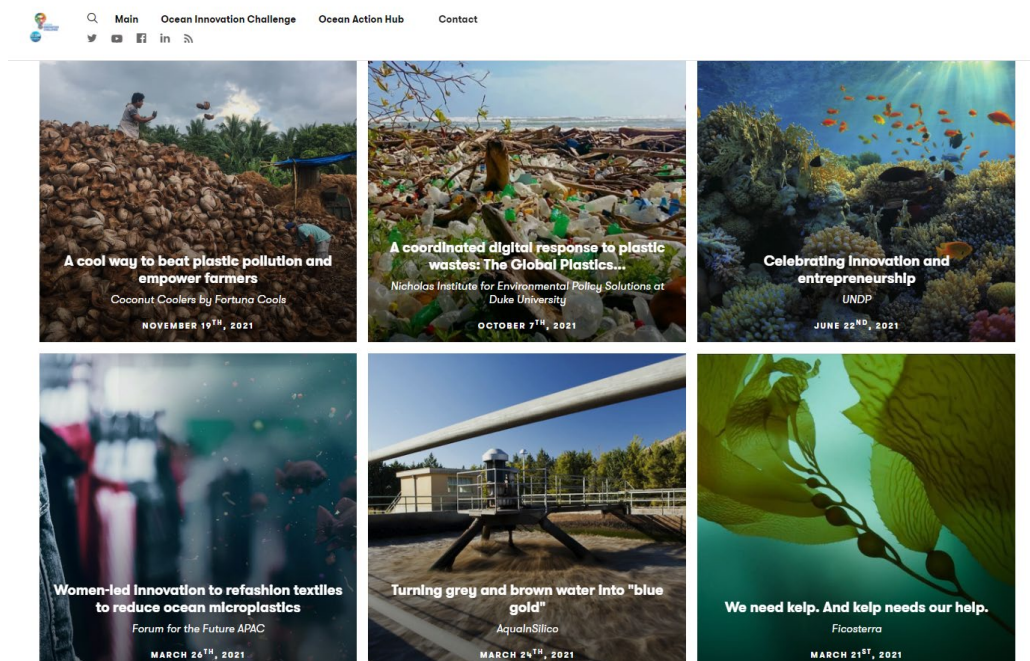 Main Ocean Innovation Challenge Ocean Action Hub Contact
A cool way to beat plastic pollution and
empower farmers
Coconut Coolers by Fortuna Cools
NOVEMBER 19TH, 2021
A coordinated digital response to plastic
wastes: The Global Plastics...
Nicholas Institute for Environmental Policy Solutions at
Duke University
OCTOBER 7TH, 2021
Celebrating innovation and
entrepreneurship
UNDP
JUNE 22ND, 2021
Women-led innovation to refashion textiles
to reduce ocean microplastics
Forum for the Future APAC
MARCH 26TH, 2021
Turning grey and brown water into "blue
gold"
AquaInSilico
MARCH 24TH, 2021
We need kelp. And kelp needs our help.
Ficosterra
MARCH 21ST, 2021